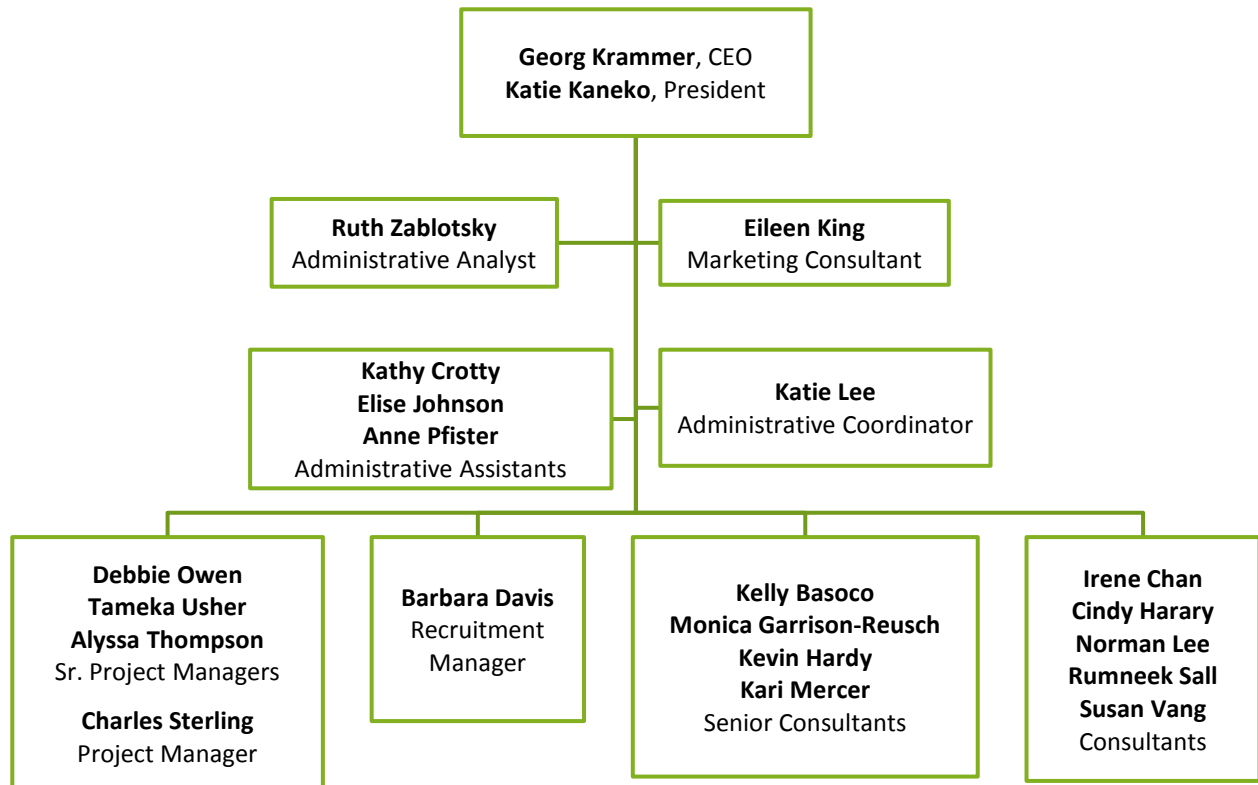 Georg Krammer, CEO
Katie Kaneko, President
Ruth Zablotsky
Administrative Analyst
Eileen King
Marketing Consultant
Kathy Crotty
Elise Johnson
Anne Pfister
Administrative Assistants
Katie Lee
Administrative Coordinator
Debbie Owen
Tameka Usher
Alyssa Thompson
Sr. Project Managers
Charles Sterling
Project Manager
Barbara Davis
Recruitment
Manager
Kelly Basoco
Monica Garrison-Reusch
Kevin Hardy
Kari Mercer
Senior Consultants
Irene Chan
Cindy Harary
Norman Lee
Rumneek Sall
Susan Vang
Consultants